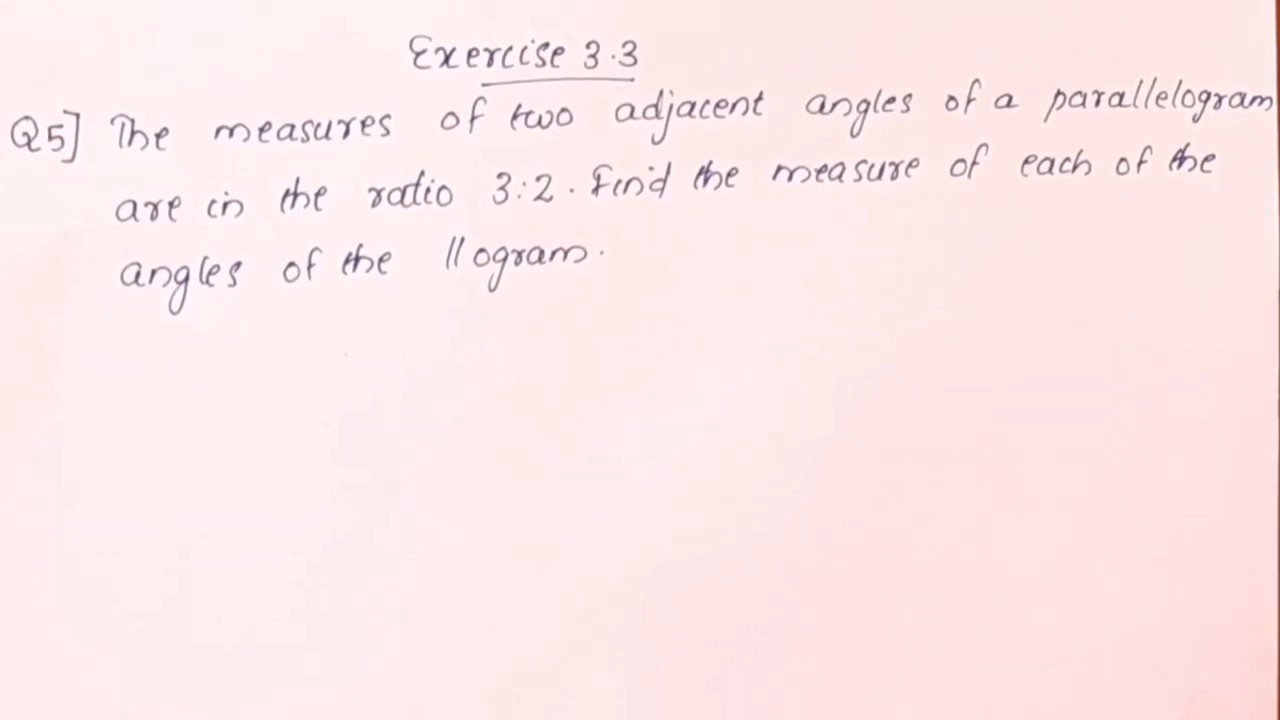 Exercise 3.3
Q5] The measures of two adjacent angles of a parallelogram
are in the ratio 3:2. Find the measure of each of the
angles of the llogram.